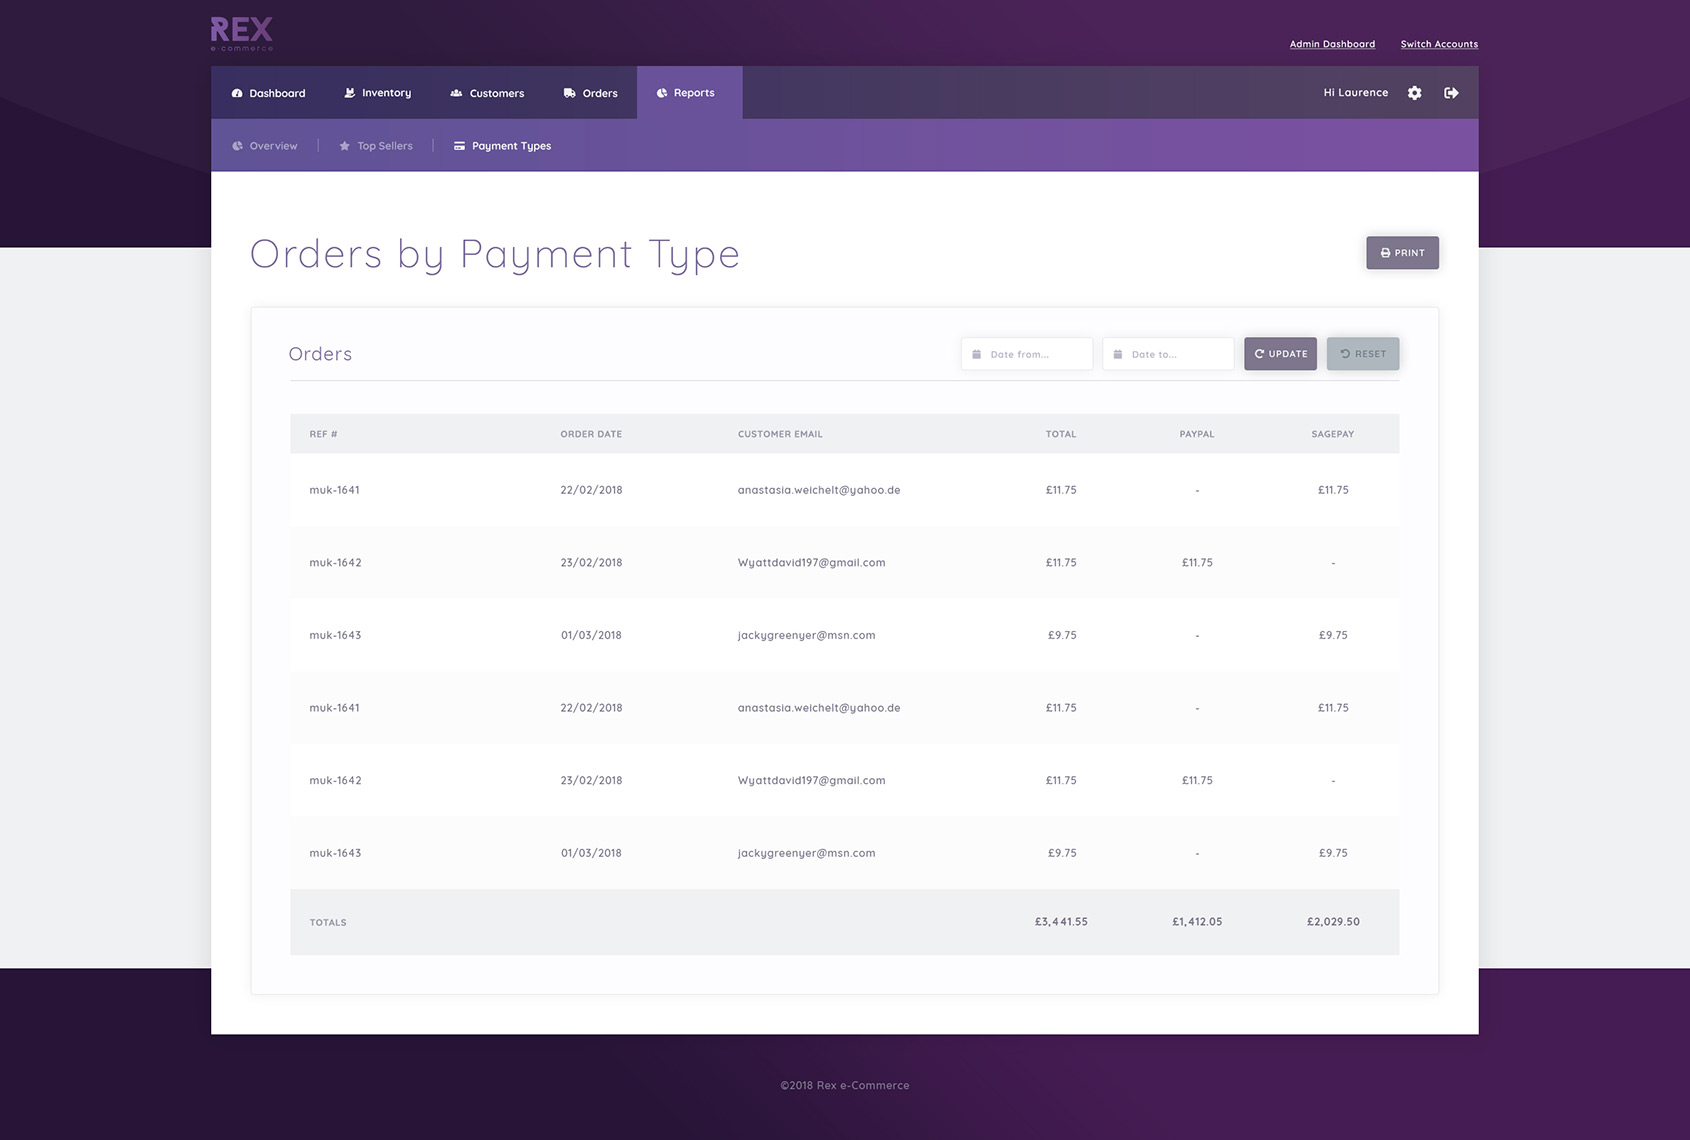 REX
e-commerce
Admin Dashboard Switch Accounts
Dashboard Inventory Customers Orders Reports Hi Laurence
Overview Top Sellers Payment Types
Orders by Payment Type
PRINT
Orders Date from... Date to... UPDATE RESET
REF # ORDER DATE CUSTOMER EMAIL TOTAL PAYPAL SAGEPAY
muk-1641 22/02/2018 anastasia.weichelt@yahoo.de £11.75 - £11.75
muk-1642 23/02/2018 Wyattdavid197@gmail.com £11.75 £11.75 -
muk-1643 01/03/2018 jackygreenyer@msn.com £9.75 - £9.75
muk-1641 22/02/2018 anastasia.weichelt@yahoo.de £11.75 - £11.75
muk-1642 23/02/2018 Wyattdavid197@gmail.com £11.75 £11.75 -
muk-1643 01/03/2018 jackygreenyer@msn.com £9.75 - £9.75
TOTALS £3,441.55 £1,412.05 £2,029.50
©2018 Rex e-Commerce